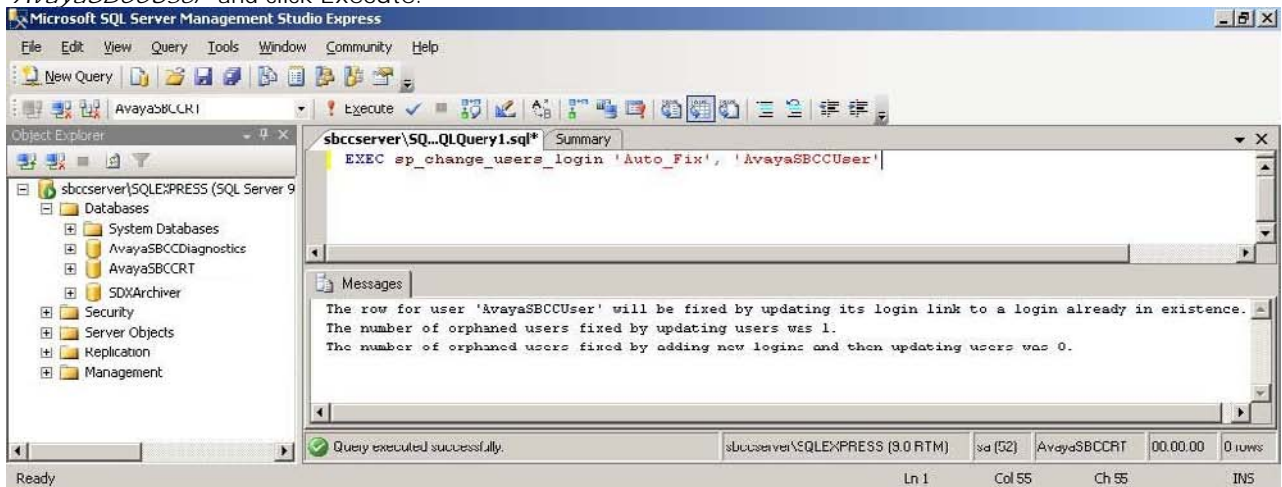 "AvayaSBCCUser" and click Execute.
Microsoft SQL Server Management Studio Express
File Edit View Query Tools Window Community Help
New Query
AvayaSBCCRT Execute
Object Explorer
sbccserver\SQLEXPRESS (SQL Server 9
Databases
System Databases
AvayaSBCCDiagnostics
AvayaSBCCRT
SDXArchiver
Security
Server Objects
Replication
Management
sbccserver\SQ...QLQuery1.sql* Summary
EXEC sp_change_users_login 'Auto_Fix', 'AvayaSBCCUser'
Messages
The row for user 'AvayaSBCCUser' will be fixed by updating its login link to a login already in existence.
The number of orphaned users fixed by updating users was 1.
The number of orphaned users fixed by adding new logins and then updating users was 0.
Query executed successfully. sbccserver\SQLEXPRESS (9.0 RTM) sa (52) AvayaSBCCRT 00:00:00 0 rows
Ready Ln 1 Col 55 Ch 55 INS